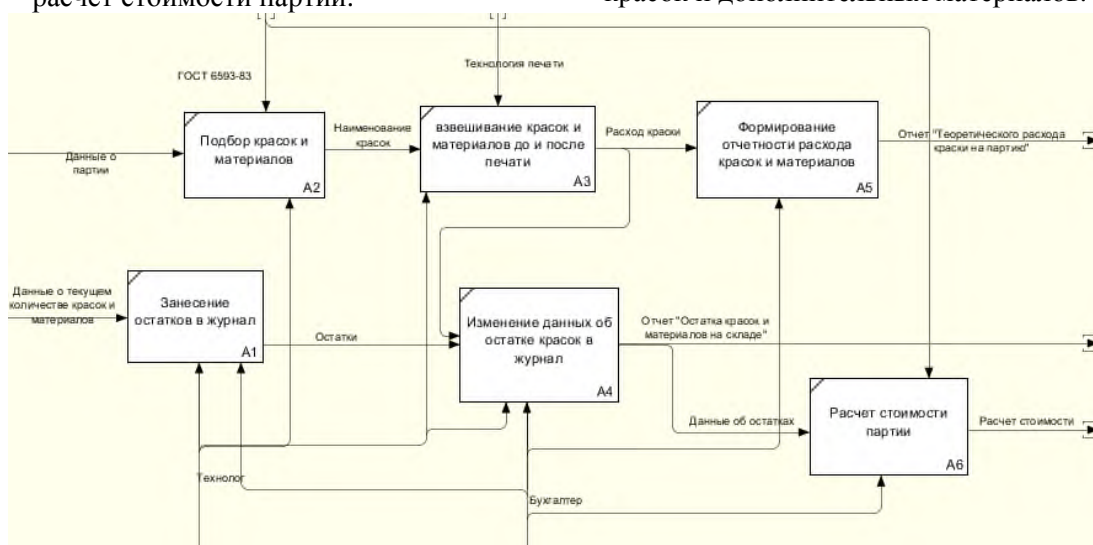 расчет стоимости партии.
красок и дополнительных материалов.
ГОСТ 6593-83
Технология печати
Данные о
партии
Подбор красок и
материалов
A2
Наименование
красок
взвешивание красок и
материалов до и после
печати
A3
Расход краски
Формирование
отчетности расхода
красок и материалов
A5
Отчет "Теоретического расхода
краски на партию"
Данные о текущем
количестве красок и
материалов
Занесение
остатков в журнал
A1
Остатки
Изменение данных об
остатке красок в
журнал
A4
Отчет "Остатка красок и
материалов на складе"
Данные об остатках
Расчет стоимости
партии
A6
Расчет стоимости
Технолог
Бухгалтер